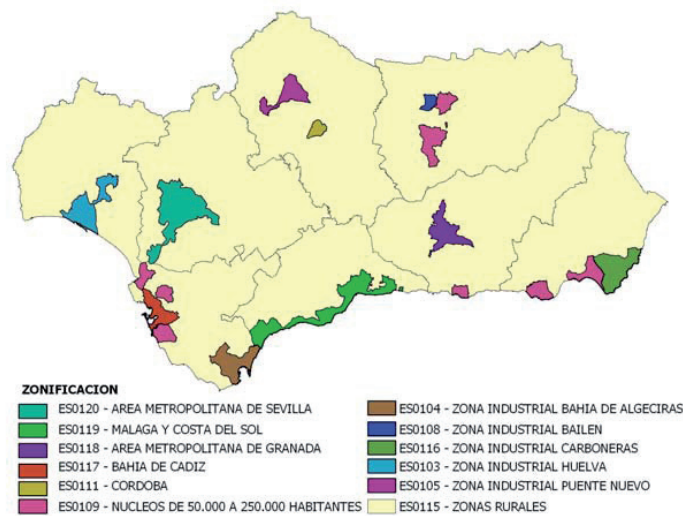 ZONIFICACION
ES0120 - AREA METROPOLITANA DE SEVILLA
ES0119 - MALAGA Y COSTA DEL SOL
ES0118 - AREA METROPOLITANA DE GRANADA
ES0117 - BAHIA DE CADIZ
ES0111 - CORDOBA
ES0109 - NUCLEOS DE 50.000 A 250.000 HABITANTES
ES0104 - ZONA INDUSTRIAL BAHIA DE ALGECIRAS
ES0108 - ZONA INDUSTRIAL BAILEN
ES0116 - ZONA INDUSTRIAL CARBONERAS
ES0103 - ZONA INDUSTRIAL HUELVA
ES0105 - ZONA INDUSTRIAL PUENTE NUEVO
ES0115 - ZONAS RURALES